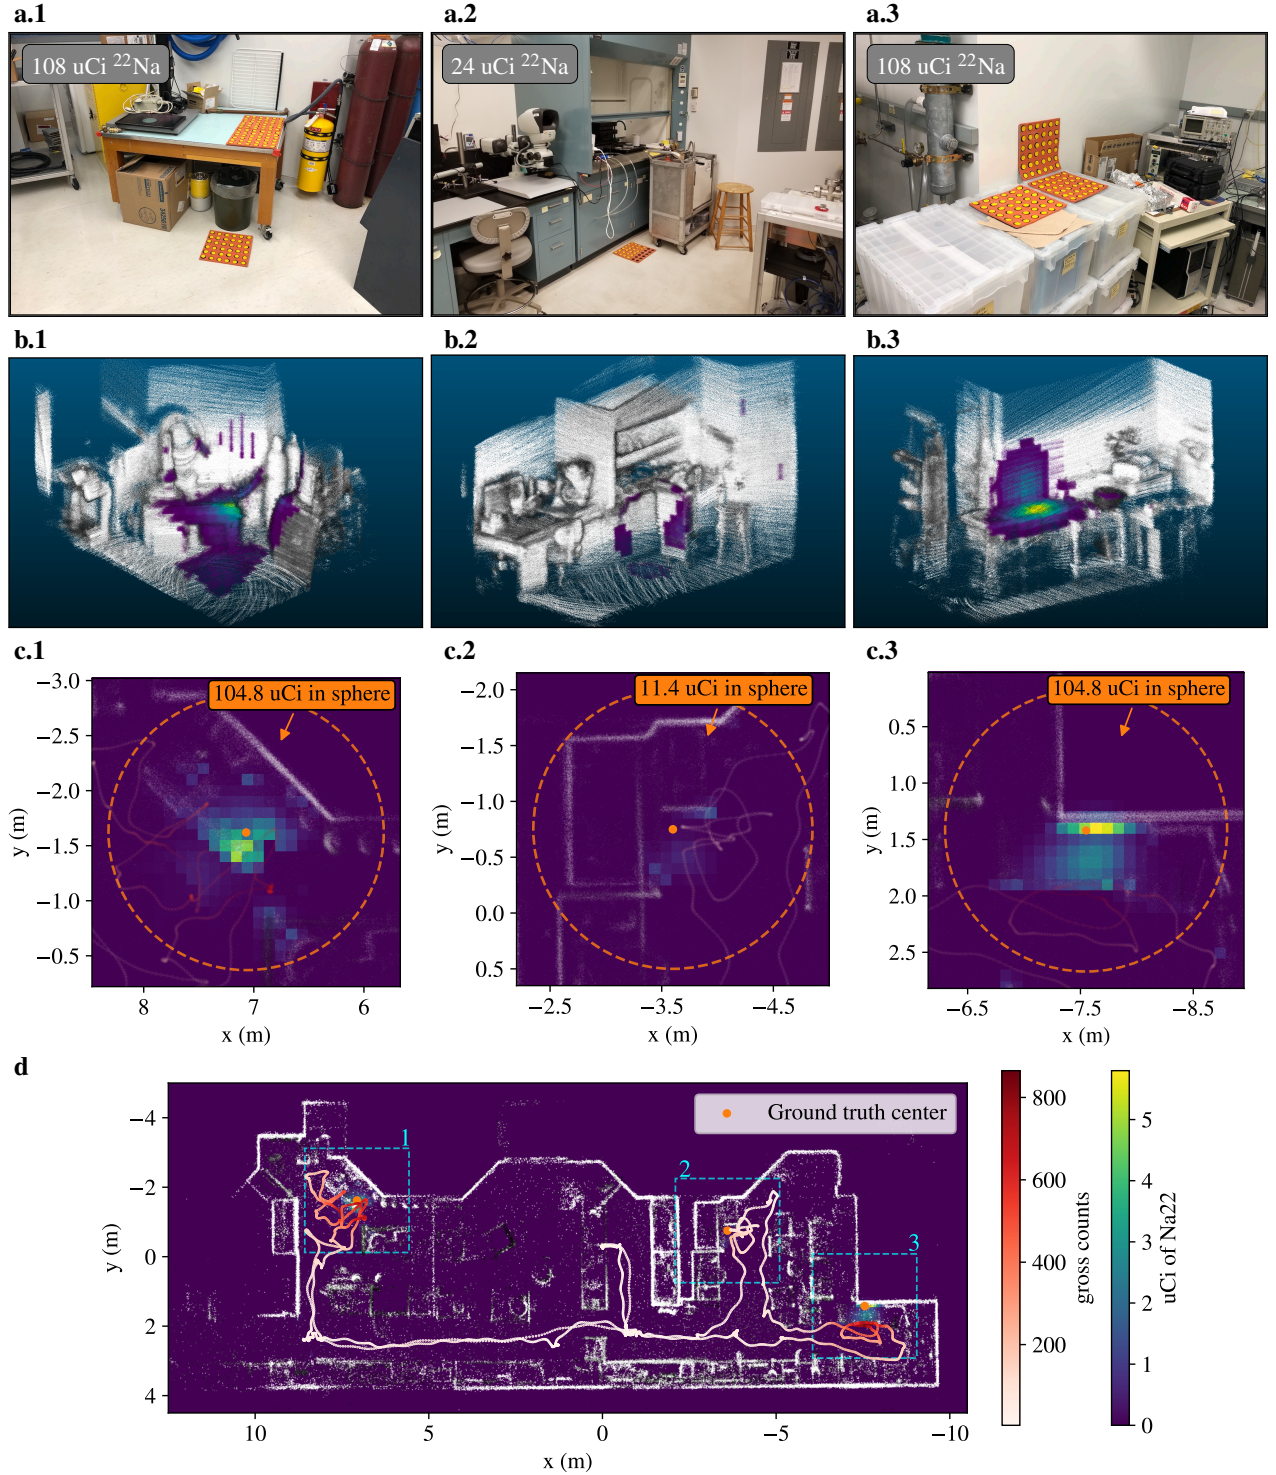 a.1
a.2
a.3
108 uCi ²²Na
24 uCi ²²Na
108 uCi ²²Na
b.1
b.2
b.3
c.1
c.2
c.3
104.8 uCi in sphere
11.4 uCi in sphere
104.8 uCi in sphere
−3.0
−2.5
−2.0
−1.5
−1.0
−0.5
y (m)
8
7
6
x (m)
−2.0
−1.5
−1.0
−0.5
0.0
0.5
y (m)
−2.5
−3.5
−4.5
x (m)
0.5
1.0
1.5
2.0
2.5
y (m)
−6.5
−7.5
−8.5
x (m)
d
Ground truth center
1
2
3
−4
−2
0
2
4
y (m)
10
5
0
−5
−10
x (m)
800
600
400
200
gross counts
5
4
3
2
1
0
uCi of Na22